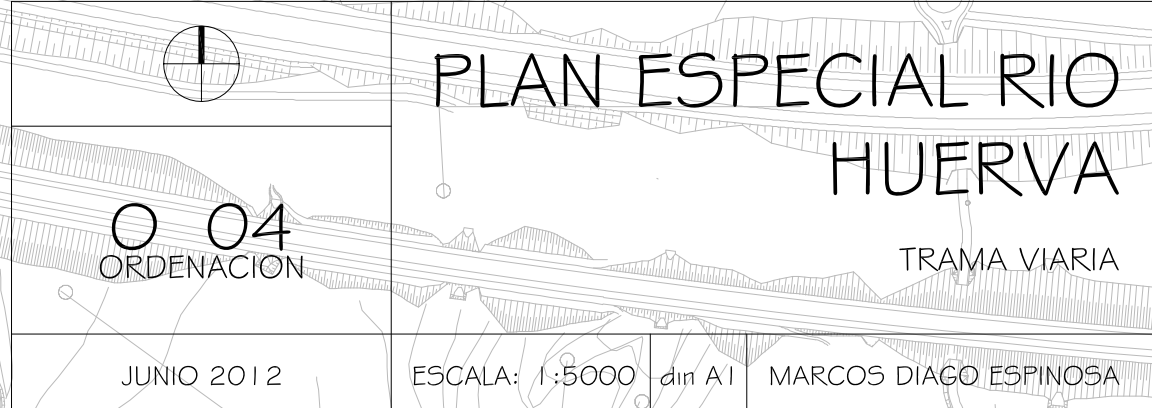 PLAN ESPECIAL RIO
HUERVA
O 04
ORDENACION
TRAMA VIARIA
JUNIO 2012
ESCALA: 1:5000
din A1
MARCOS DIAGO ESPINOSA